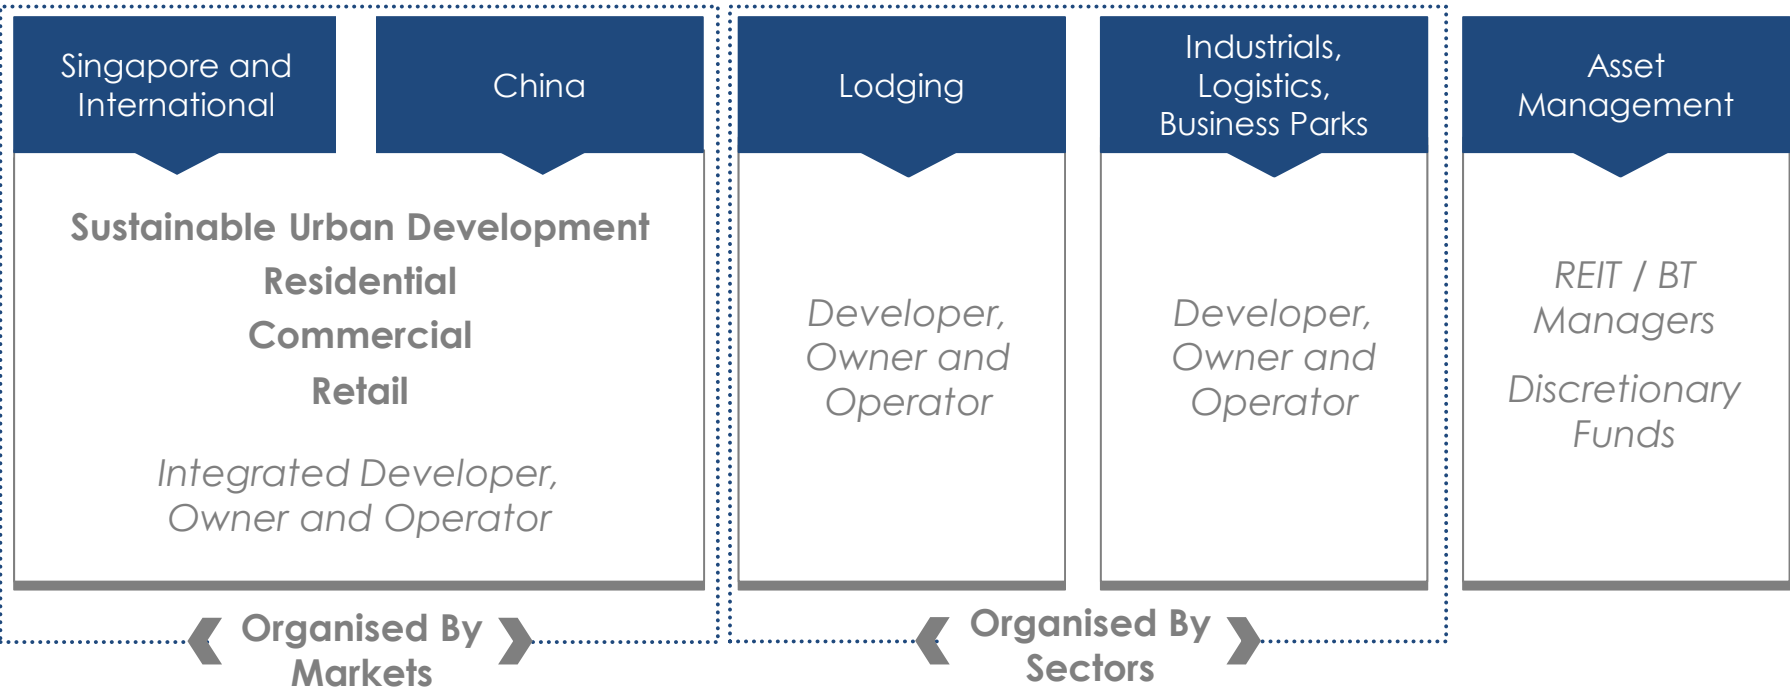 Singapore and
International
China
Sustainable Urban Development
Residential
Commercial
Retail
Integrated Developer,
Owner and Operator
Organised By
Markets
Lodging
Developer,
Owner and
Operator
Industrials,
Logistics,
Business Parks
Developer,
Owner and
Operator
Organised By
Sectors
Asset
Management
REIT / BT
Managers
Discretionary
Funds